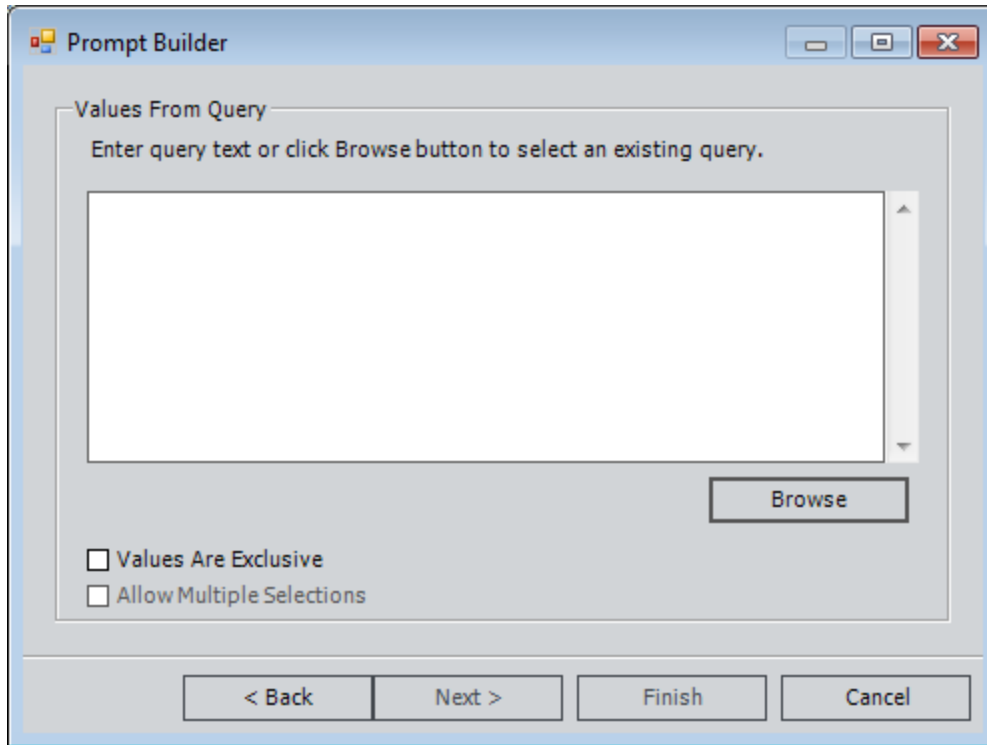 Prompt Builder
Values From Query
Enter query text or click Browse button to select an existing query.
Browse
Values Are Exclusive
Allow Multiple Selections
< Back Next > Finish Cancel